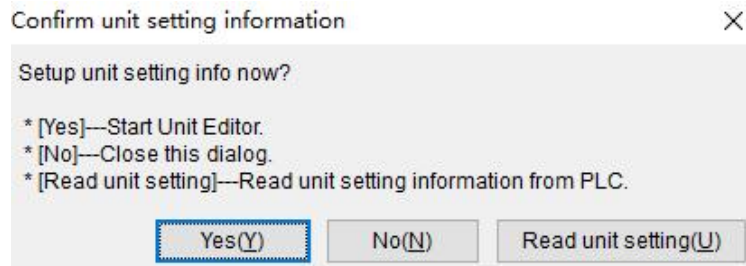 Confirm unit setting information
Setup unit setting info now?
* [Yes]---Start Unit Editor.
* [No]---Close this dialog.
* [Read unit setting]---Read unit setting information from PLC.
Yes(Y) No(N) Read unit setting(U)